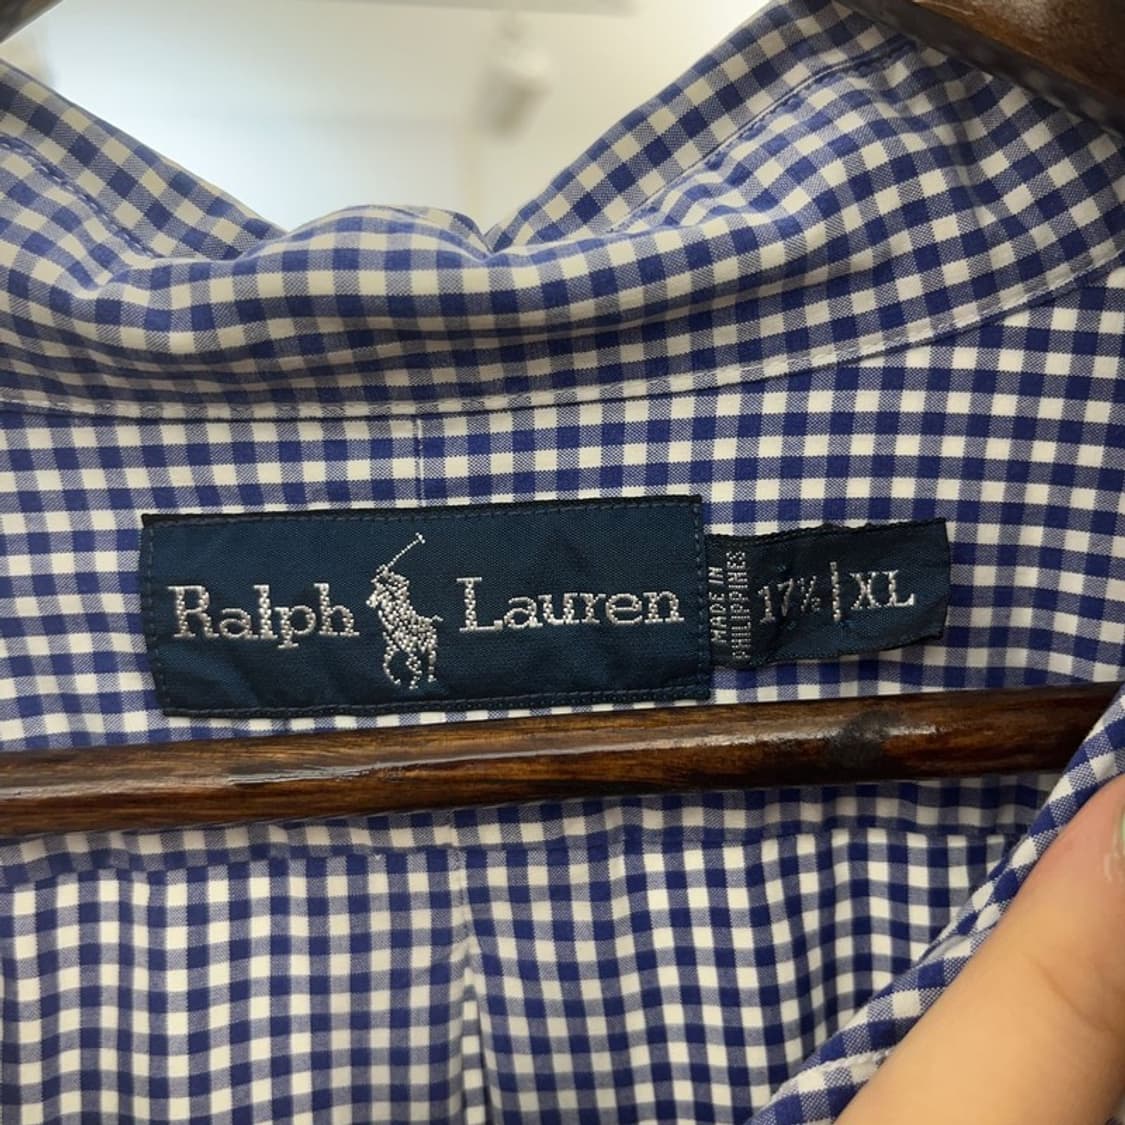 Ralph Lauren
MADE IN
PHILIPPINES
17½ | XL